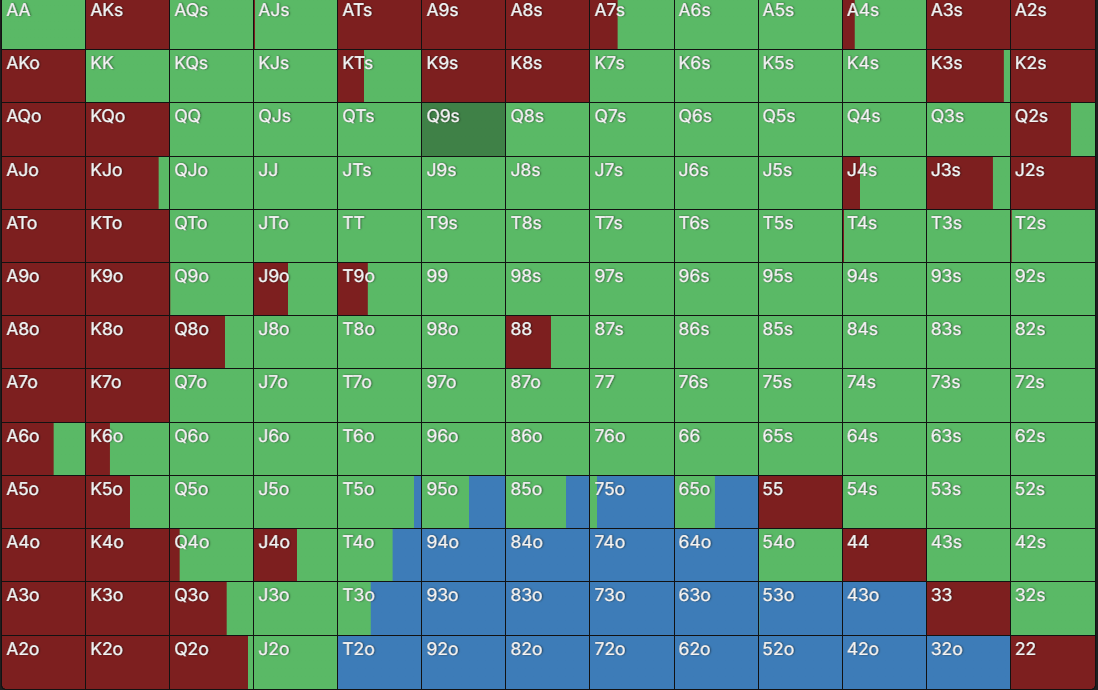 AA AKs AQs AJs ATs A9s A8s A7s A6s A5s A4s A3s A2s
AKo KK KQs KJs KTs K9s K8s K7s K6s K5s K4s K3s K2s
AQo KQo QQ QJs QTs Q9s Q8s Q7s Q6s Q5s Q4s Q3s Q2s
AJo KJo QJo JJ JTs J9s J8s J7s J6s J5s J4s J3s J2s
ATo KTo QTo JTo TT T9s T8s T7s T6s T5s T4s T3s T2s
A9o K9o Q9o J9o T9o 99 98s 97s 96s 95s 94s 93s 92s
A8o K8o Q8o J8o T8o 98o 88 87s 86s 85s 84s 83s 82s
A7o K7o Q7o J7o T7o 97o 87o 77 76s 75s 74s 73s 72s
A6o K6o Q6o J6o T6o 96o 86o 76o 66 65s 64s 63s 62s
A5o K5o Q5o J5o T5o 95o 85o 75o 65o 55 54s 53s 52s
A4o K4o Q4o J4o T4o 94o 84o 74o 64o 54o 44 43s 42s
A3o K3o Q3o J3o T3o 93o 83o 73o 63o 53o 43o 33 32s
A2o K2o Q2o J2o T2o 92o 82o 72o 62o 52o 42o 32o 22